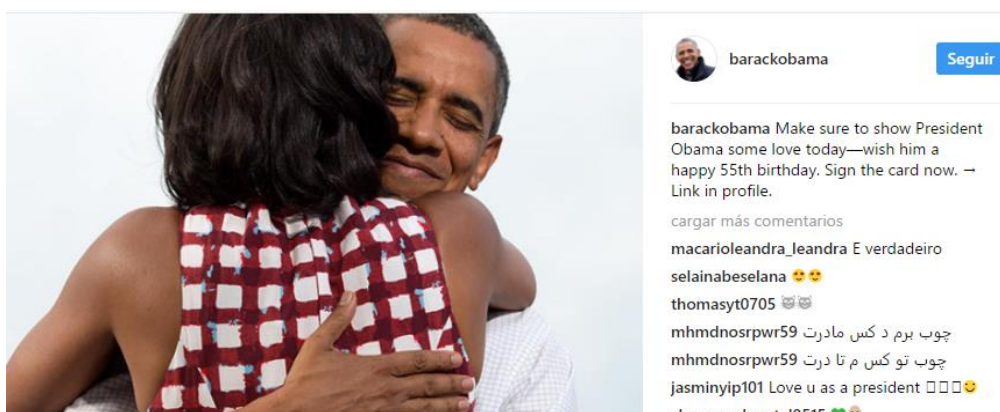 barackobama
Seguir
barackobama Make sure to show President
Obama some love today—wish him a
happy 55th birthday. Sign the card now. →
Link in profile.
cargar más comentarios
macarioleandra_leandra E verdadeiro
selainabeselana 😍😍
thomasyt0705
mhmdnosrpwr59 چوب برم د کس مادرت
mhmdnosrpwr59 چوب تو کس م تا درت
jasminyip101 Love u as a president □□□😊